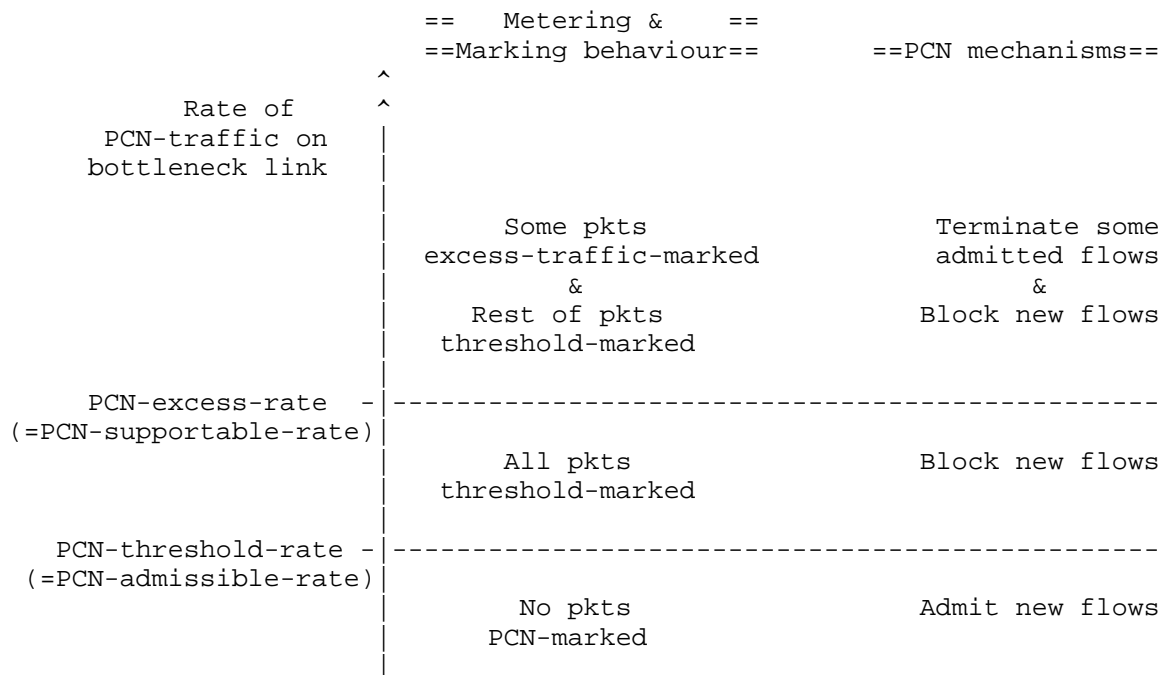 ==   Metering &    ==
==Marking behaviour==       ==PCN mechanisms==
^
Rate of    ^
PCN-traffic on   |
bottleneck link   |
|
Some pkts                  Terminate some
excess-traffic-marked           admitted flows
&                            &
Rest of pkts                Block new flows
threshold-marked
|
PCN-excess-rate  -|------------------------------------------------
(=PCN-supportable-rate)|
All pkts                  Block new flows
threshold-marked
|
PCN-threshold-rate -|------------------------------------------------
(=PCN-admissible-rate)|
No pkts                   Admit new flows
PCN-marked
|